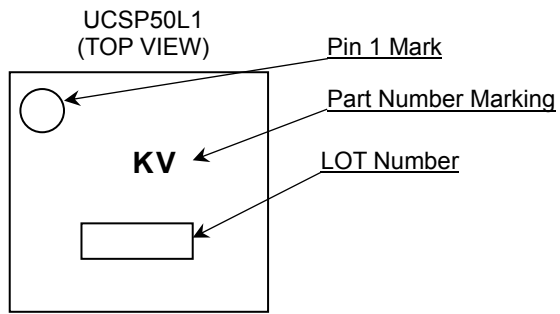 UCSP50L1
(TOP VIEW)
Pin 1 Mark
Part Number Marking
KV
LOT Number